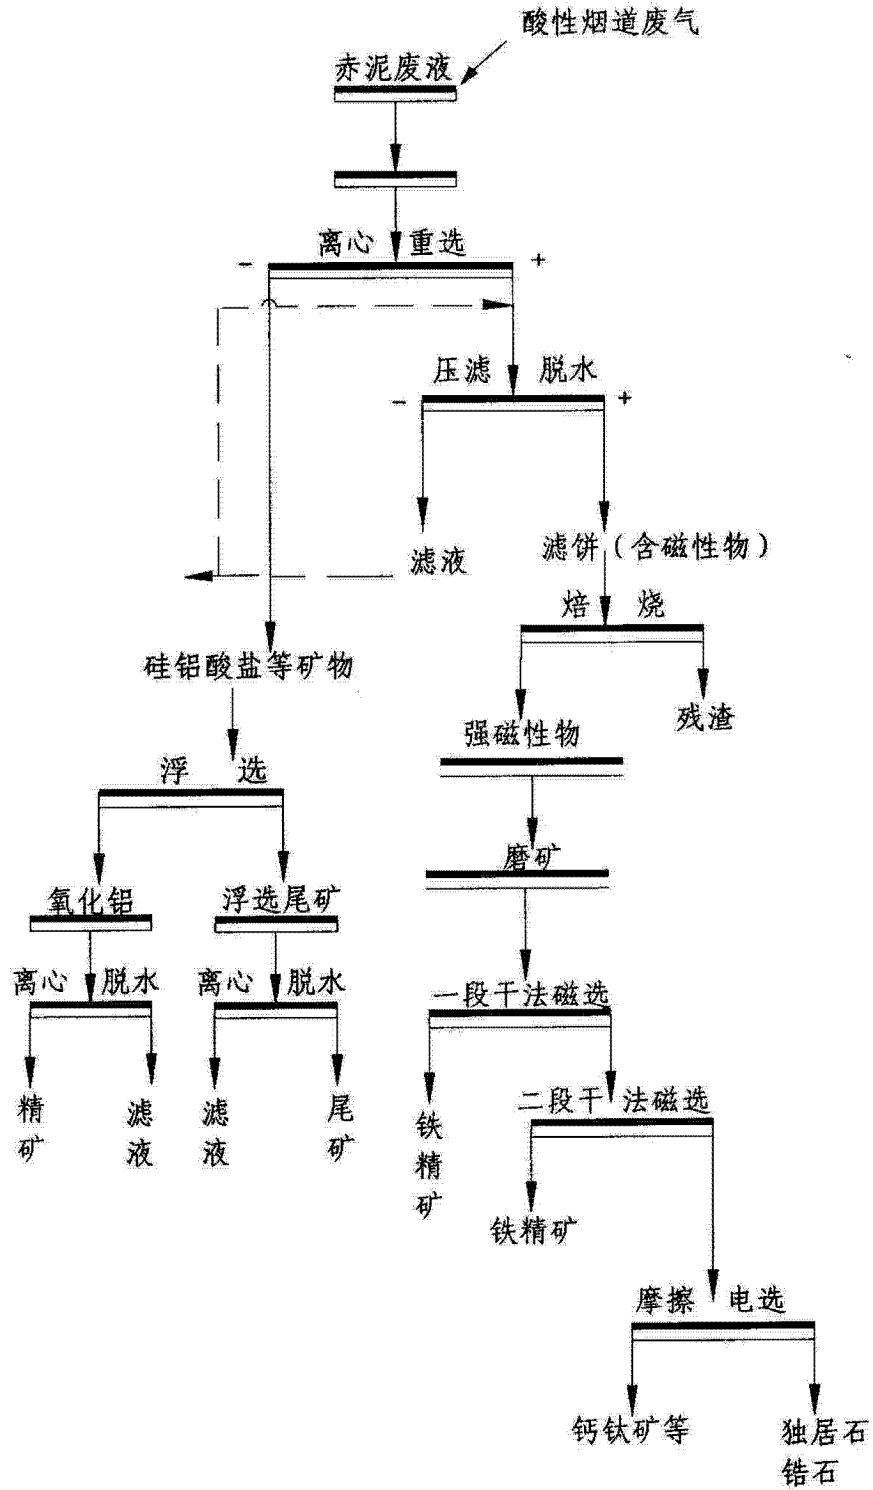 酸性烟道废气
赤泥废液
离心 重选
- +
压滤 脱水
- +
滤液
滤饼(含磁性物)
焙 烧
硅铝酸盐等矿物
残渣
强磁性物
浮 选
磨矿
氧化铝
浮选尾矿
离心 脱水
离心 脱水
一段干法磁选
精矿
滤液
滤液
尾矿
二段干 法磁选
铁精矿
铁精矿
摩擦 电选
钙钛矿等
独居石
锆石